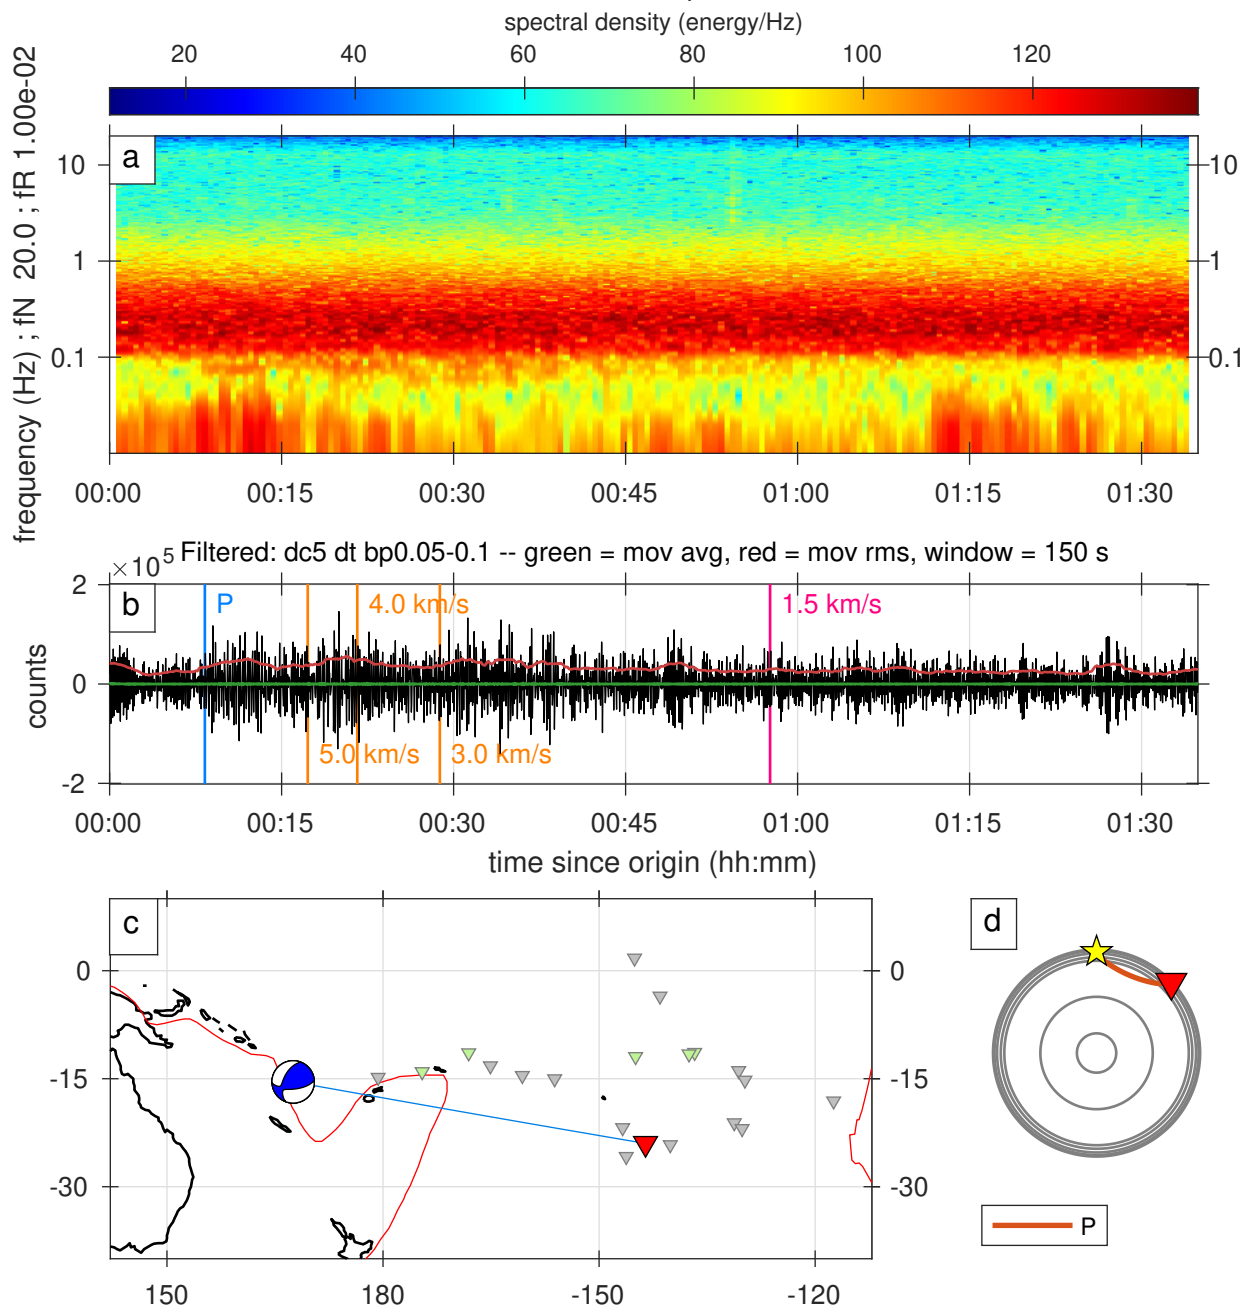 spectral density (energy/Hz)
20 40 60 80 100 120
a
frequency (Hz) ; fN 20.0 ; fR 1.00e-02
10 10
1 1
0.1 0.1
00:00 00:15 00:30 00:45 01:00 01:15 01:30
×10⁵ Filtered: dc5 dt bp0.05-0.1 -- green = mov avg, red = mov rms, window = 150 s
b
counts
2
0
-2
P 4.0 km/s 1.5 km/s
5.0 km/s 3.0 km/s
00:00 00:15 00:30 00:45 01:00 01:15 01:30
time since origin (hh:mm)
c
0 0
-15 -15
-30 -30
150 180 -150 -120
d
P